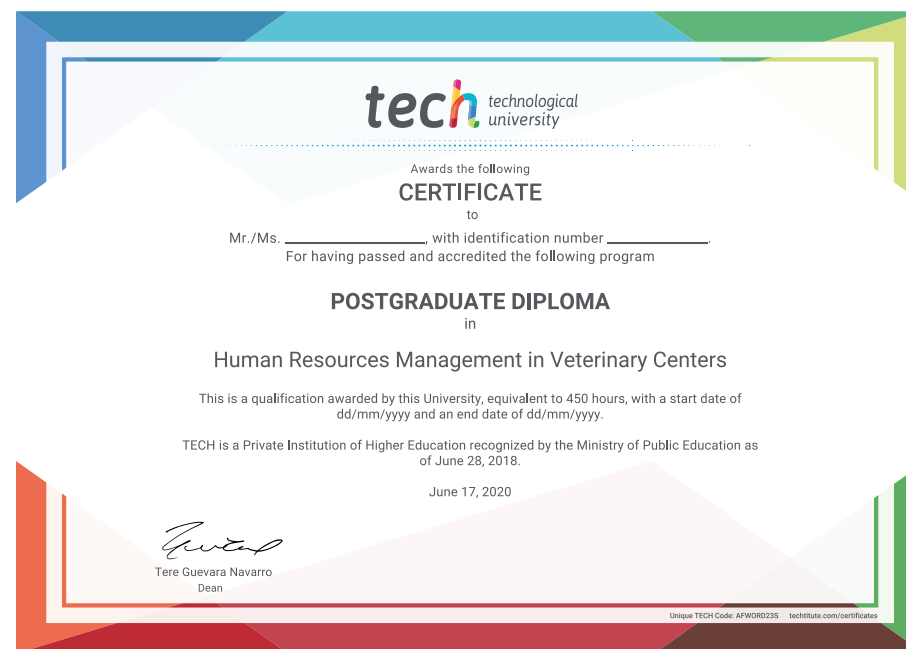 tech technological
university
Awards the following
CERTIFICATE
to
Mr./Ms. ____________________, with identification number ______________.
For having passed and accredited the following program
POSTGRADUATE DIPLOMA
in
Human Resources Management in Veterinary Centers
This is a qualification awarded by this University, equivalent to 450 hours, with a start date of
dd/mm/yyyy and an end date of dd/mm/yyyy.
TECH is a Private Institution of Higher Education recognized by the Ministry of Public Education as
of June 28, 2018.
June 17, 2020
Tere Guevara Navarro
Dean
Unique TECH Code: AFWORD23S techtitute.com/certificates